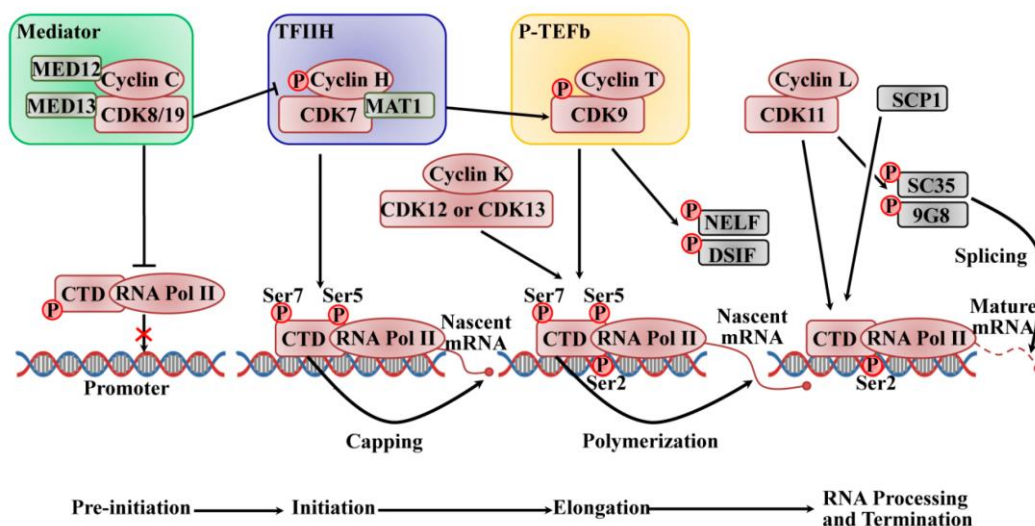 Mediator
MED12
Cyclin C
MED13
CDK8/19
TFIIH
P
Cyclin H
CDK7
MAT1
P-TEFb
P
Cyclin T
CDK9
Cyclin L
CDK11
SCP1
Cyclin K
CDK12 or CDK13
P
NELF
P
DSIF
P
SC35
P
9G8
Splicing
CTD
RNA Pol II
P
Promoter
Ser7
Ser5
P
P
CTD
RNA Pol II
Nascent
mRNA
Capping
Ser7
Ser5
P
P
CTD
RNA Pol II
P
Ser2
Nascent
mRNA
Polymerization
CTD
RNA Pol II
P
Ser2
Mature
mRNA
Pre-initiation
Initiation
Elongation
RNA Processing
and Termination